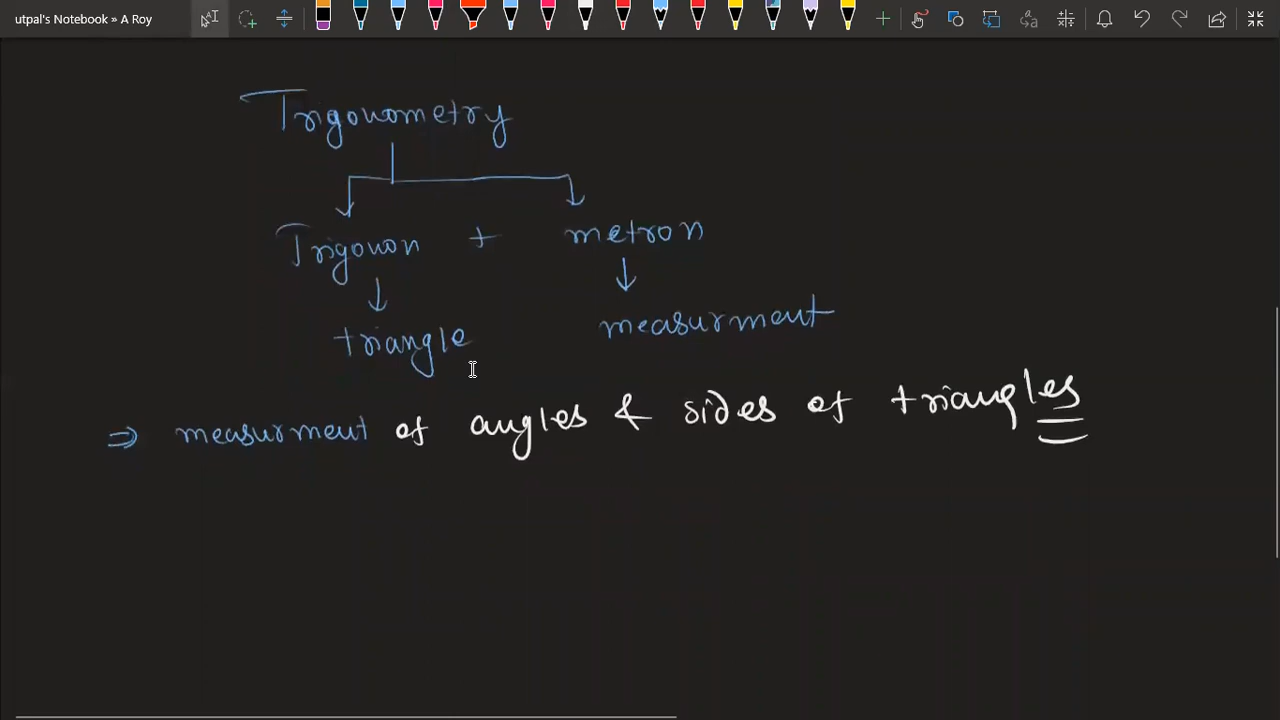 utpal's Notebook » A Roy
Trigonometry
Trigonon + metron
triangle measurment
⇒ measurment of angles & sides of triangles